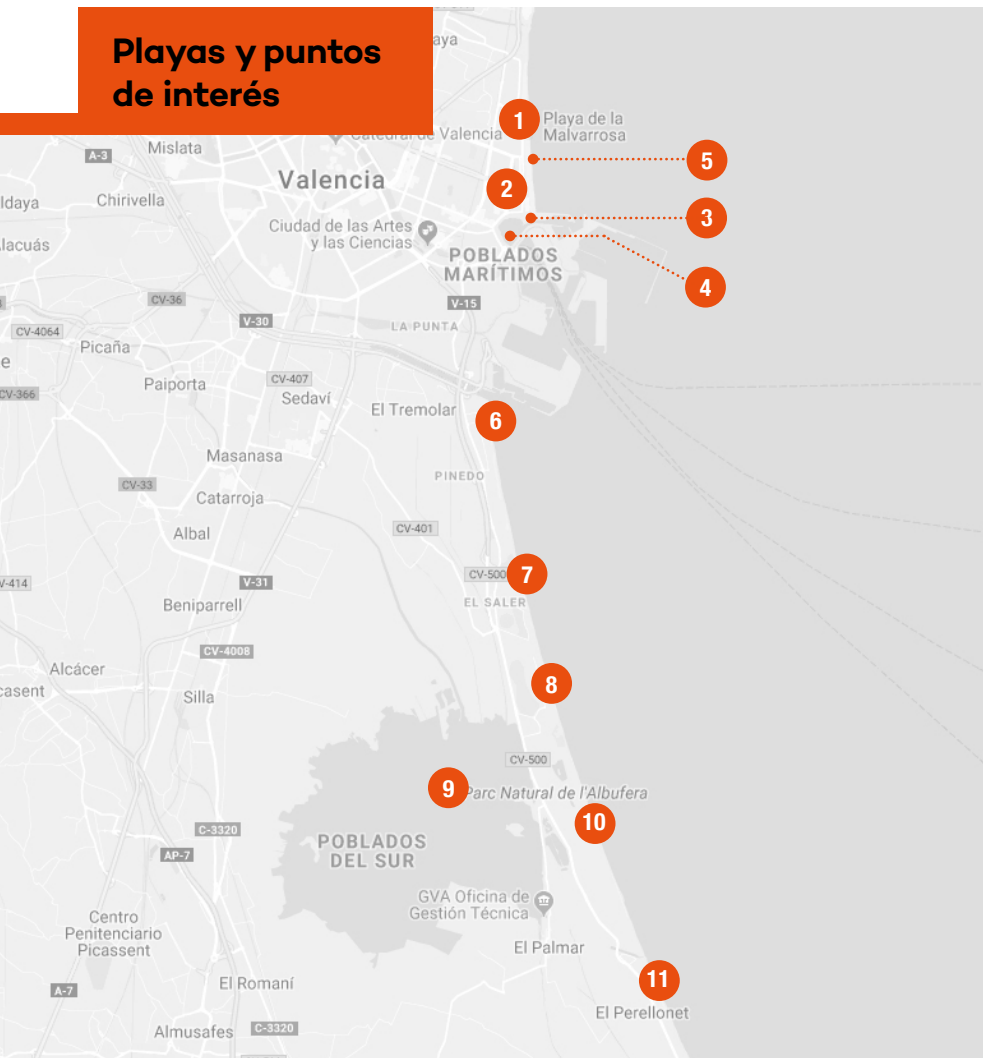 Playas y puntos
de interés
aya
1
Playa de la
Malvarrosa
Catedral de Valencia
Mislata
A-3
5
Valencia
2
ldaya
Chirivella
3
Ciudad de las Artes
y las Ciencias
lacuás
POBLADOS
MARÍTIMOS
4
CV-36
V-15
V-30
LA PUNTA
CV-4064
Picaña
e
CV-407
Paiporta
CV-366
Sedaví
El Tremolar
6
Masanasa
PINEDO
CV-33
Catarroja
CV-401
Albal
CV-500
7
V-414
V-31
EL SALER
Beniparrell
CV-4008
Alcácer
8
casent
Silla
CV-500
9
Parc Natural de l'Albufera
10
C-3320
POBLADOS
DEL SUR
AP-7
GVA Oficina de
Gestión Técnica
Centro
Penitenciario
Picassent
El Palmar
11
El Romaní
A-7
El Perellonet
Almusafes
C-3320